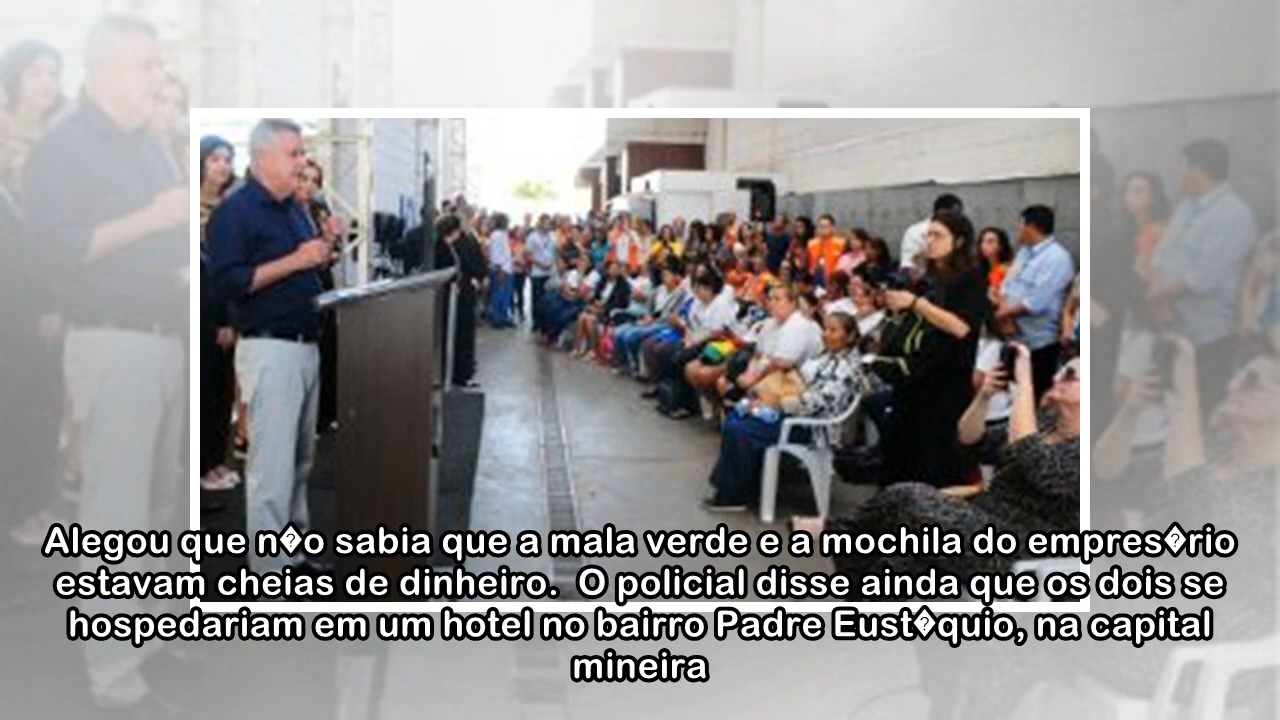 Alegou que n�o sabia que a mala verde e a mochila do empres�rio
estavam cheias de dinheiro.  O policial disse ainda que os dois se
hospedariam em um hotel no bairro Padre Eust�quio, na capital
mineira